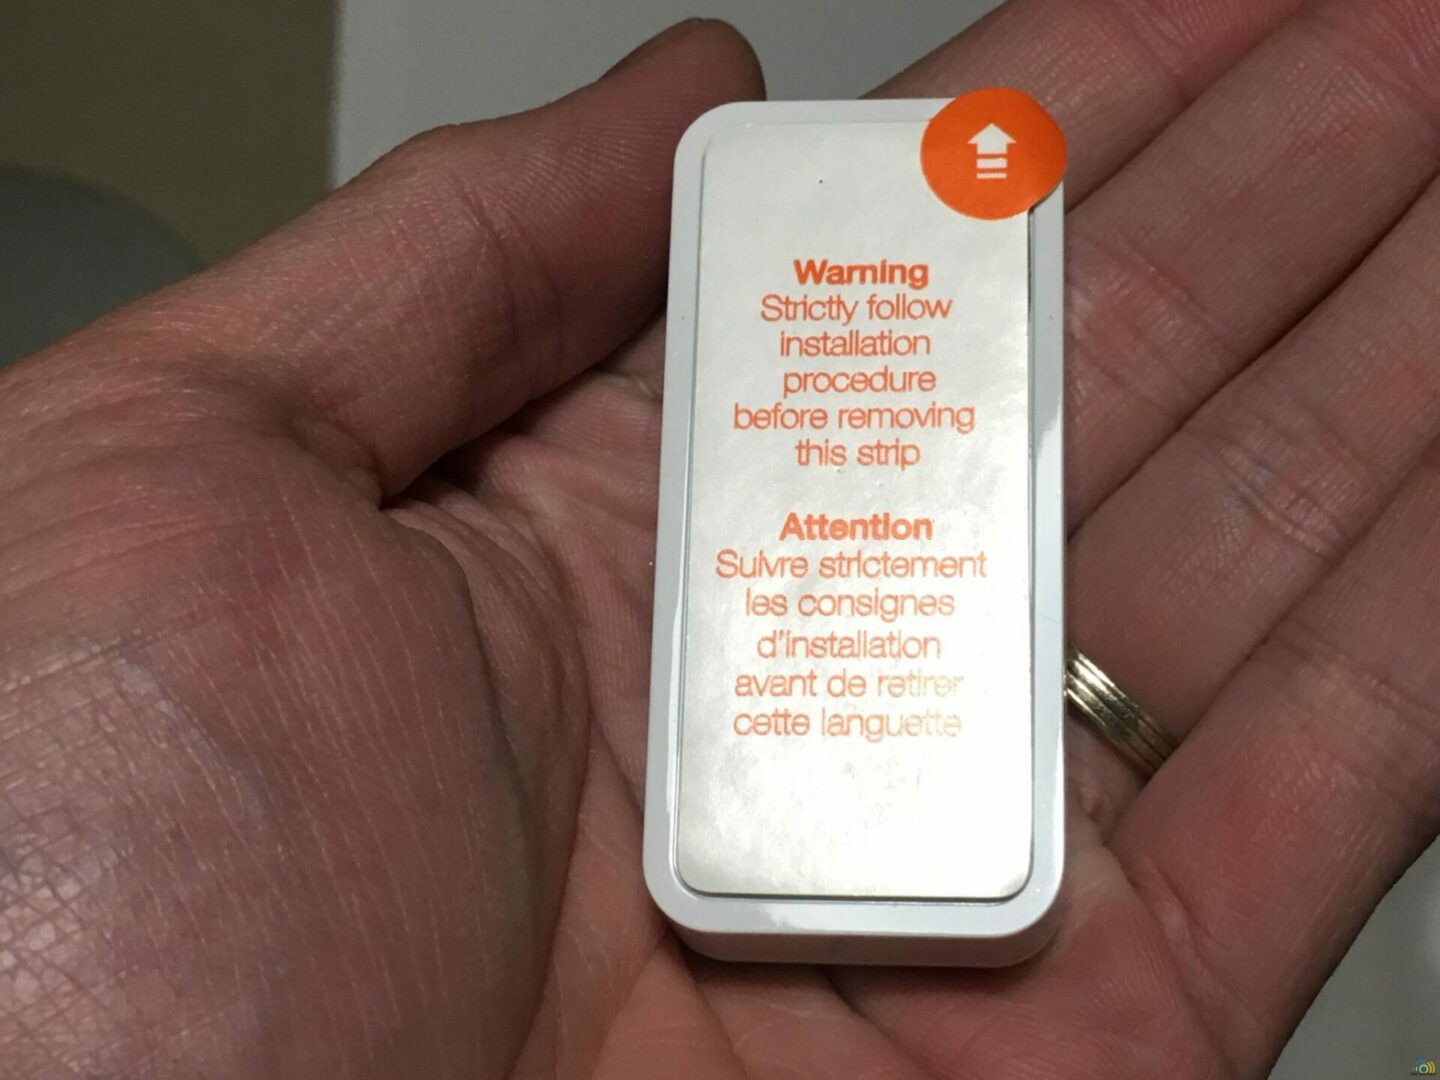 Warning
Strictly follow
installation
procedure
before removing
this strip
Attention
Suivre strictement
les consignes
d'installation
avant de retirer
cette languette